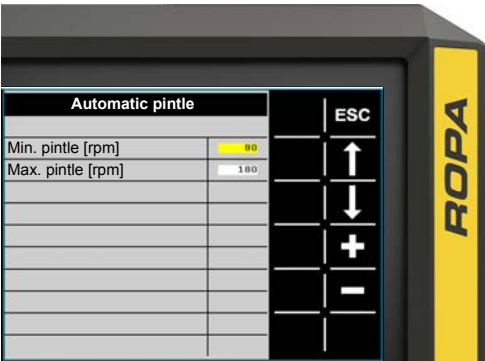 Automatic pintle
ESC
Min. pintle [rpm] 80
Max. pintle [rpm] 180
ROPA